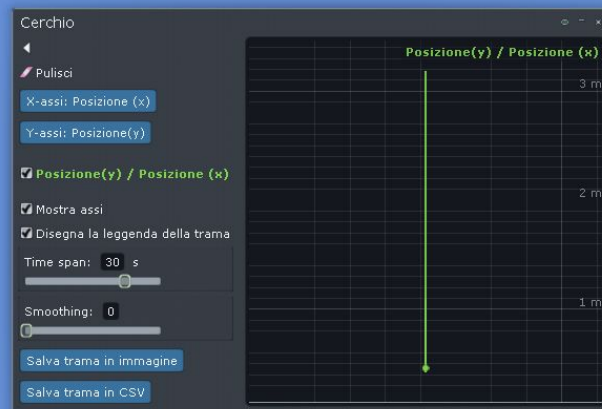 Cerchio
Pulisci
X-assi: Posizione (x)
Y-assi: Posizione(y)
Posizione(y) / Posizione (x)
Mostra assi
Disegna la leggenda della trama
Time span: 30 s
Smoothing: 0
Salva trama in immagine
Salva trama in CSV
Posizione(y) / Posizione (x)
3 m
2 m
1 m